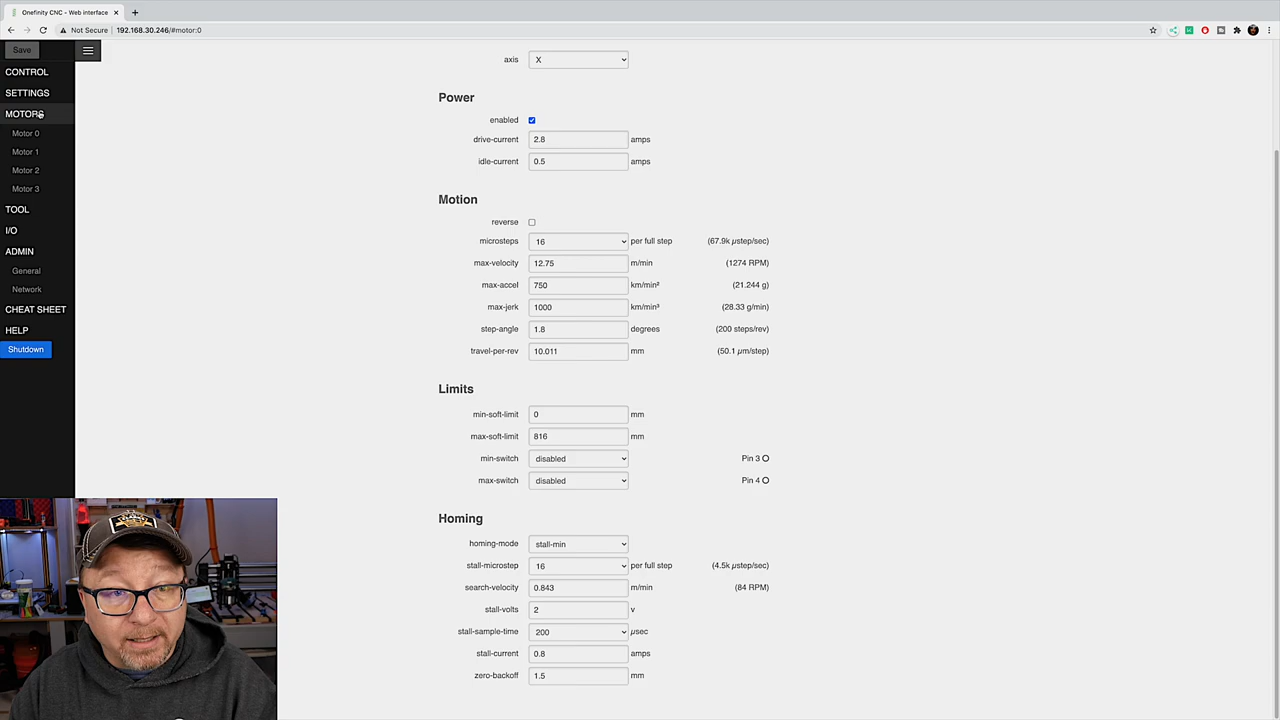 Onefinity CNC - Web interface
Not Secure 192.168.30.246/#motor:0
Save
CONTROL
SETTINGS
MOTORS
Motor 0
Motor 1
Motor 2
Motor 3
TOOL
I/O
ADMIN
General
Network
CHEAT SHEET
HELP
Shutdown
axis X
Power
enabled
drive-current 2.8 amps
idle-current 0.5 amps
Motion
reverse
microsteps 16 per full step (67.9k µstep/sec)
max-velocity 12.75 m/min (1274 RPM)
max-accel 750 km/min² (21.244 g)
max-jerk 1000 km/min³ (28.33 g/min)
step-angle 1.8 degrees (200 steps/rev)
travel-per-rev 10.011 mm (50.1 µm/step)
Limits
min-soft-limit 0 mm
max-soft-limit 816 mm
min-switch disabled Pin 3
max-switch disabled Pin 4
Homing
homing-mode stall-min
stall-microstep 16 per full step (4.5k µstep/sec)
search-velocity 0.843 m/min (84 RPM)
stall-volts 2 v
stall-sample-time 200 µsec
stall-current 0.8 amps
zero-backoff 1.5 mm